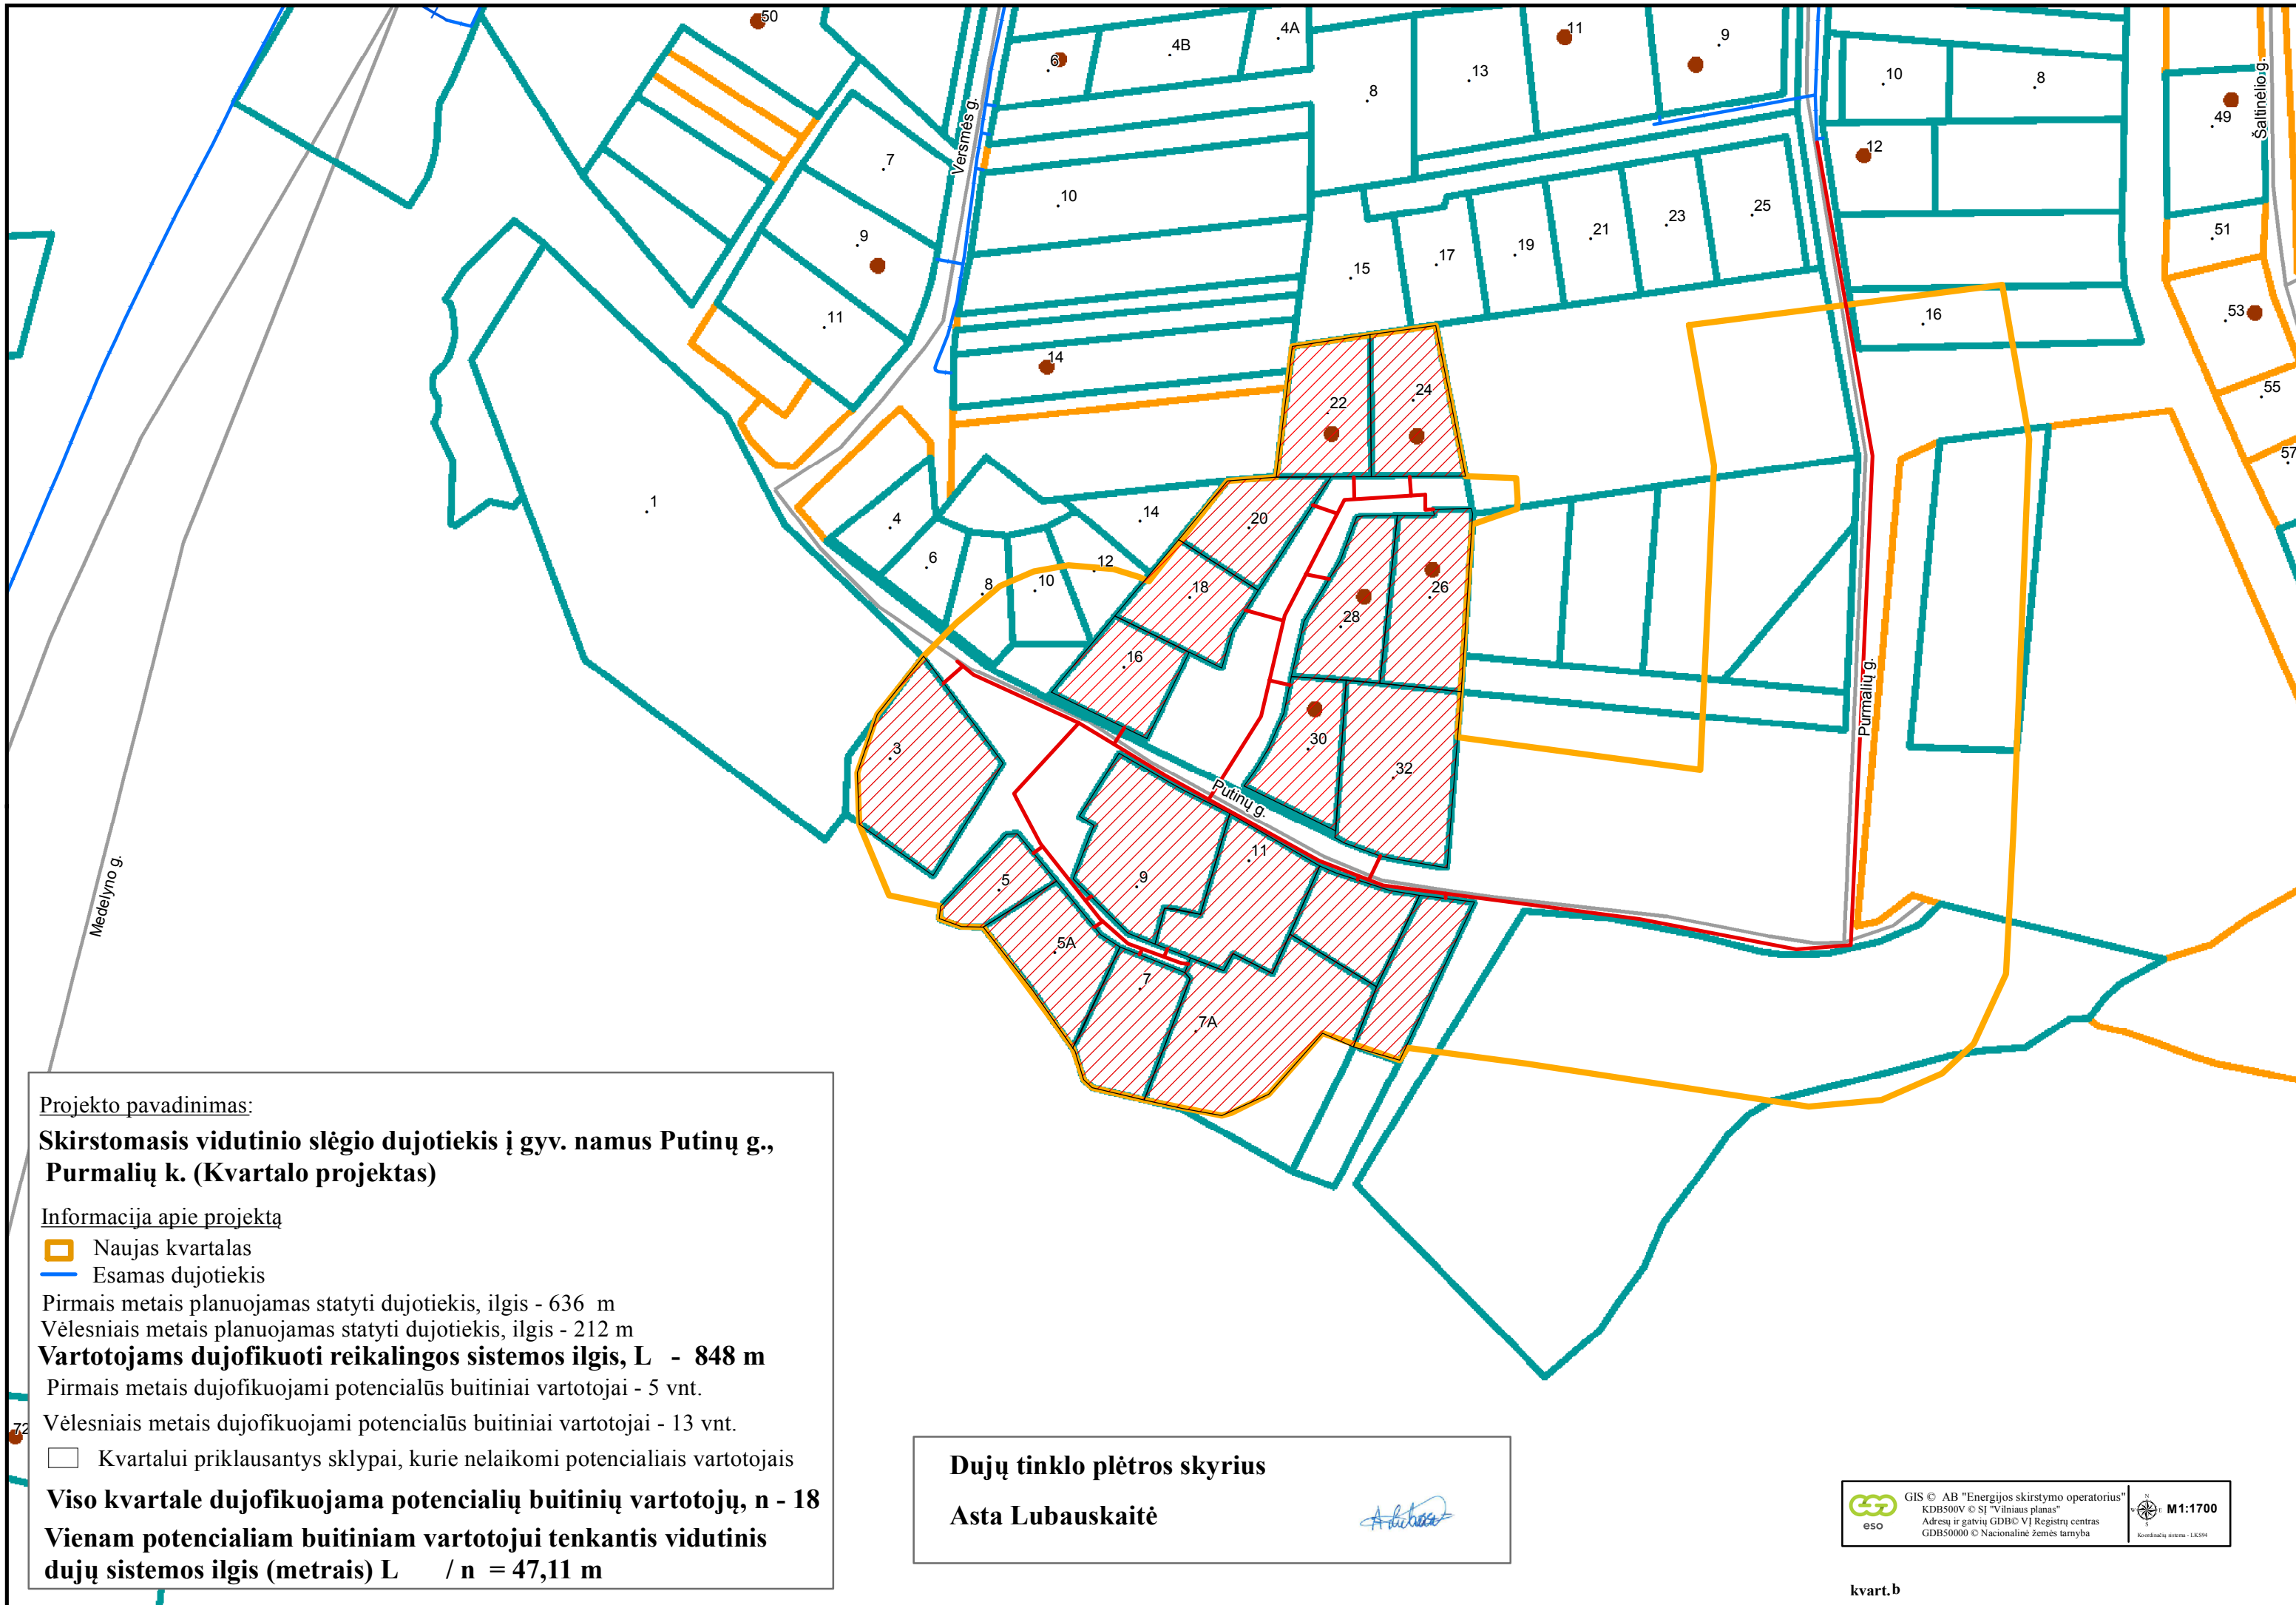 50
6
4B
4A
8
13
11
9
10
8
Šaltinėlio g.
49
12
7
Versmės g.
10
51
9
15
17
19
21
23
25
11
16
53
14
55
22
24
57
1
4
14
20
6
8
10
12
18
28
26
16
Purmalių g.
3
30
32
Putinų g.
11
5
9
Medelyno g.
5A
7
7A
72
Projekto pavadinimas:
Skirstomasis vidutinio slėgio dujotiekis į gyv. namus Putinų g.,
Purmalių k. (Kvartalo projektas)
Informacija apie projektą
Naujas kvartalas
Esamas dujotiekis
Pirmais metais planuojamas statyti dujotiekis, ilgis - 636 m
Vėlesniais metais planuojamas statyti dujotiekis, ilgis - 212 m
Vartotojams dujofikuoti reikalingos sistemos ilgis, L - 848 m
Pirmais metais dujofikuojami potencialūs buitiniai vartotojai - 5 vnt.
Vėlesniais metais dujofikuojami potencialūs buitiniai vartotojai - 13 vnt.
Kvartalui priklausantys sklypai, kurie nelaikomi potencialiais vartotojais
Viso kvartale dujofikuojama potencialių buitinių vartotojų, n - 18
Vienam potencialiam buitiniam vartotojui tenkantis vidutinis
dujų sistemos ilgis (metrais) L / n = 47,11 m
Dujų tinklo plėtros skyrius
Asta Lubauskaitė
eso
GIS © AB "Energijos skirstymo operatorius"
KDB500V © SĮ "Vilniaus planas"
Adresų ir gatvių GDB© VĮ Registrų centras
GDB50000 © Nacionalinė žemės tarnyba
N
S
E
M1:1700
Koordinačių sistema - LKS94
kvart.b